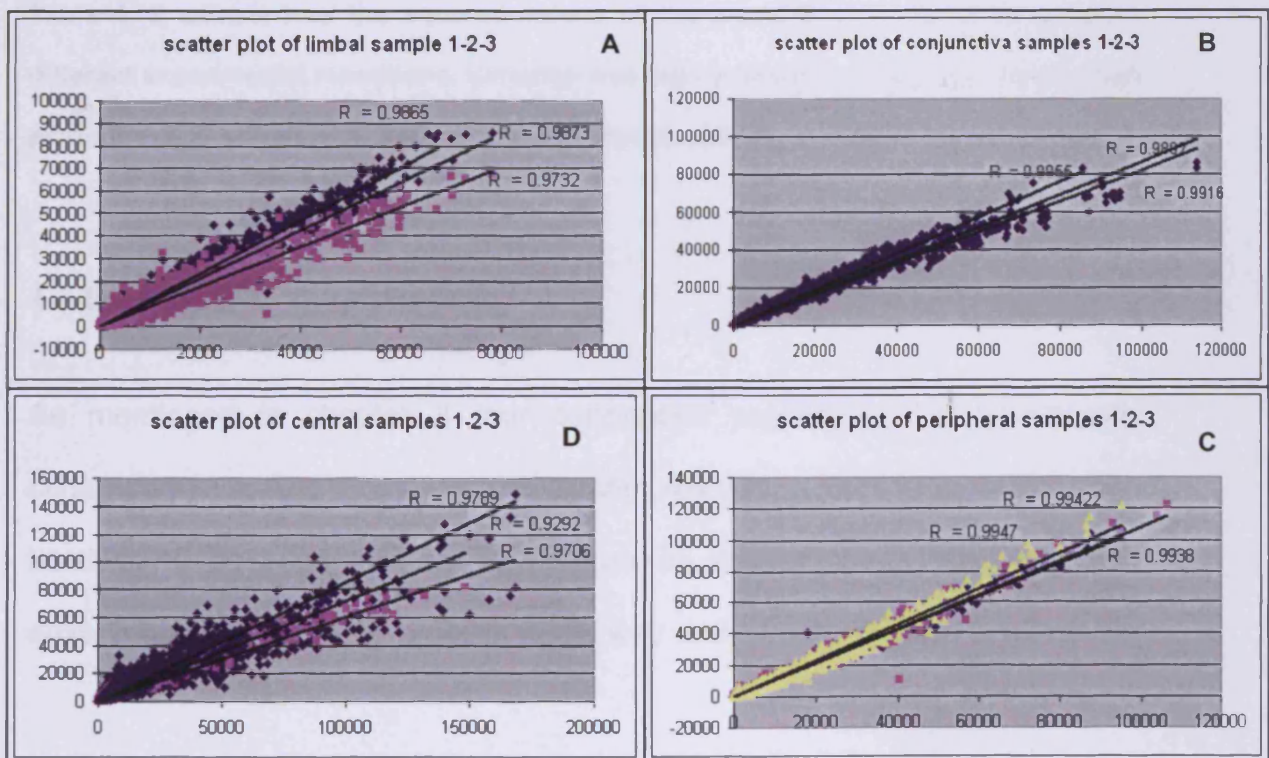 scatter plot of limbal sample 1-2-3
A
100000
90000
80000
70000
60000
50000
40000
30000
20000
10000
0
-10000
0 20000 40000 60000 80000 100000
R = 0.9865
R = 0.9873
R = 0.9732
scatter plot of conjunctiva samples 1-2-3
B
120000
100000
80000
60000
40000
20000
0
0 20000 40000 60000 80000 100000 120000
R =
R =
R = 0.9916
scatter plot of central samples 1-2-3
D
160000
140000
120000
100000
80000
60000
40000
20000
0
0 50000 100000 150000 200000
R = 0.9789
R = 0.9292
R = 0.9706
scatter plot of peripheral samples 1-2-3
C
140000
120000
100000
80000
60000
40000
20000
0
-20000
0 20000 40000 60000 80000 100000 120000
R = 0.99422
R = 0.9947
R = 0.9938